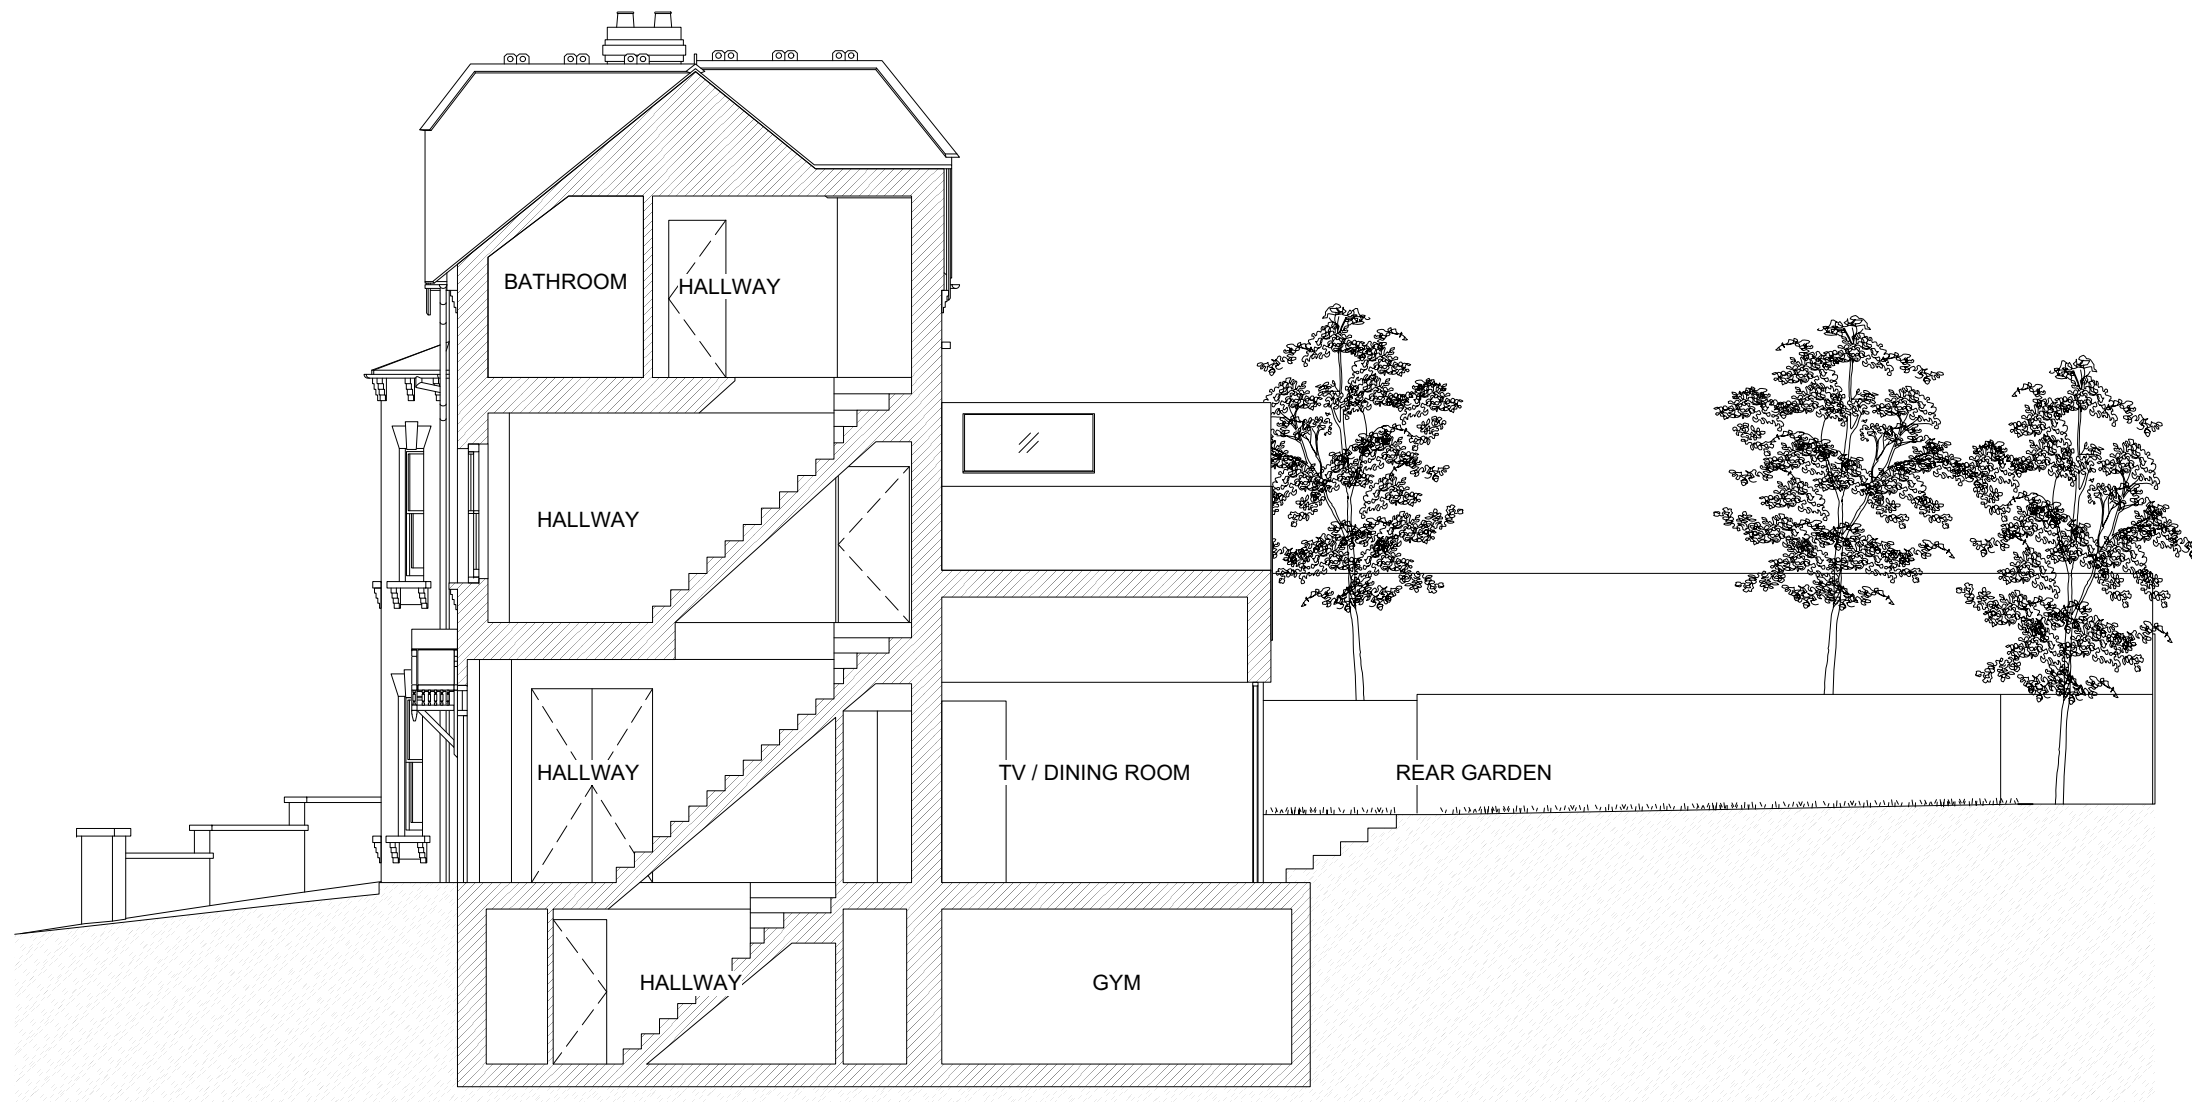 BATHROOM
HALLWAY
HALLWAY
HALLWAY
TV / DINING ROOM
REAR GARDEN
HALLWAY
GYM